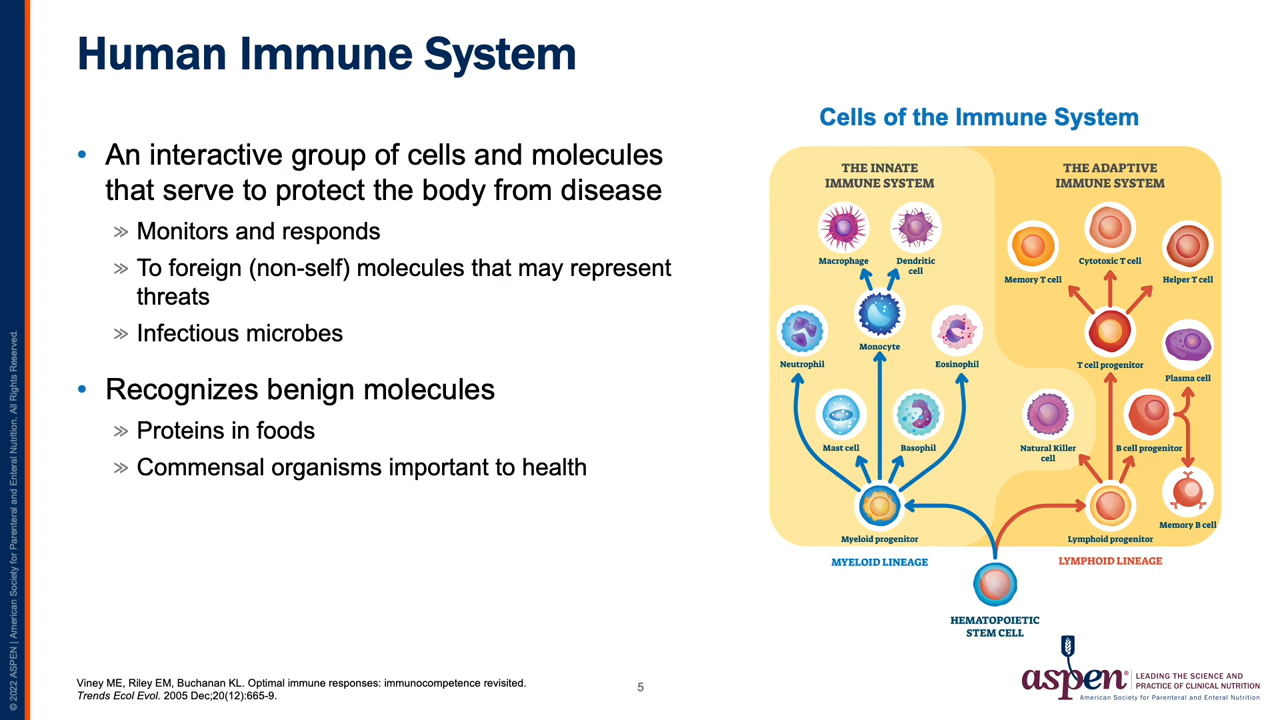 Human Immune System
• An interactive group of cells and molecules
that serve to protect the body from disease
» Monitors and responds
» To foreign (non-self) molecules that may represent
threats
» Infectious microbes
• Recognizes benign molecules
» Proteins in foods
» Commensal organisms important to health
Cells of the Immune System
THE INNATE
IMMUNE SYSTEM
THE ADAPTIVE
IMMUNE SYSTEM
Macrophage
Dendritic
cell
Memory T cell
Cytotoxic T cell
Helper T cell
Neutrophil
Monocyte
Eosinophil
T cell progenitor
Plasma cell
Mast cell
Basophil
Natural Killer
cell
B cell progenitor
Memory B cell
Myeloid progenitor
Lymphoid progenitor
MYELOID LINEAGE
LYMPHOID LINEAGE
HEMATOPOIETIC
STEM CELL
Viney ME, Riley EM, Buchanan KL. Optimal immune responses: immunocompetence revisited.
Trends Ecol Evol. 2005 Dec;20(12):665-9.
5
aspen®
LEADING THE SCIENCE AND
PRACTICE OF CLINICAL NUTRITION
American Society for Parenteral and Enteral Nutrition
© 2022 ASPEN | American Society for Parenteral and Enteral Nutrition. All Rights Reserved.